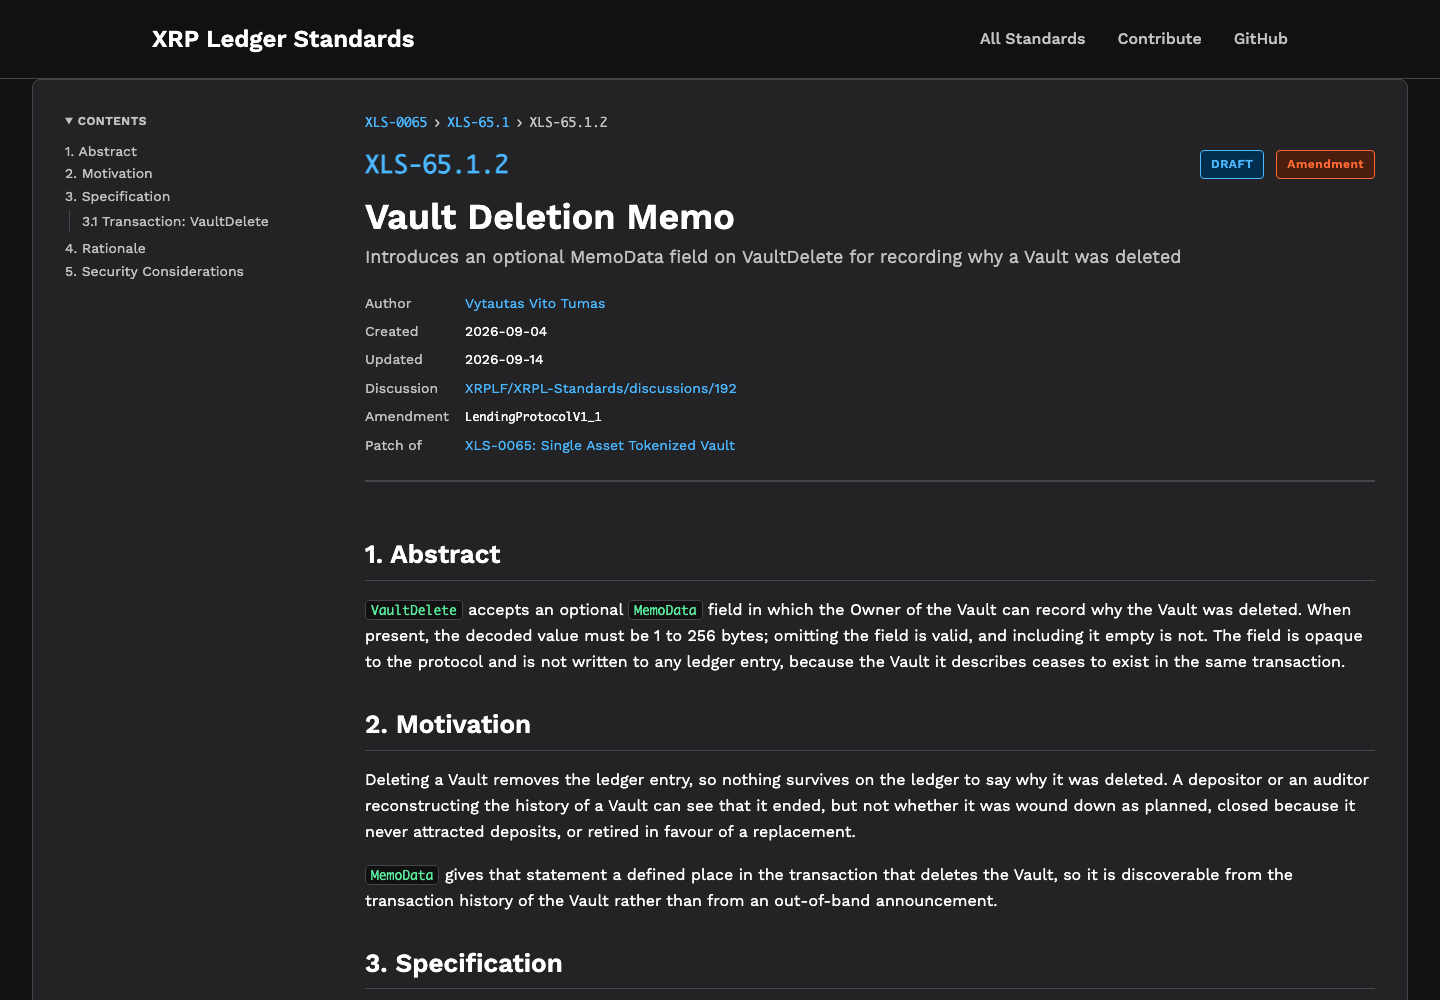 XRP Ledger Standards
All Standards
Contribute
GitHub
▼ CONTENTS
1. Abstract
2. Motivation
3. Specification
3.1 Transaction: VaultDelete
4. Rationale
5. Security Considerations
XLS-0065 › XLS-65.1 › XLS-65.1.2
XLS-65.1.2
DRAFT
Amendment
Vault Deletion Memo
Introduces an optional MemoData field on VaultDelete for recording why a Vault was deleted
Author Vytautas Vito Tumas
Created 2026-09-04
Updated 2026-09-14
Discussion XRPLF/XRPL-Standards/discussions/192
Amendment LendingProtocolV1_1
Patch of XLS-0065: Single Asset Tokenized Vault
1. Abstract
VaultDelete accepts an optional MemoData field in which the Owner of the Vault can record why the Vault was deleted. When
present, the decoded value must be 1 to 256 bytes; omitting the field is valid, and including it empty is not. The field is opaque
to the protocol and is not written to any ledger entry, because the Vault it describes ceases to exist in the same transaction.
2. Motivation
Deleting a Vault removes the ledger entry, so nothing survives on the ledger to say why it was deleted. A depositor or an auditor
reconstructing the history of a Vault can see that it ended, but not whether it was wound down as planned, closed because it
never attracted deposits, or retired in favour of a replacement.
MemoData gives that statement a defined place in the transaction that deletes the Vault, so it is discoverable from the
transaction history of the Vault rather than from an out-of-band announcement.
3. Specification